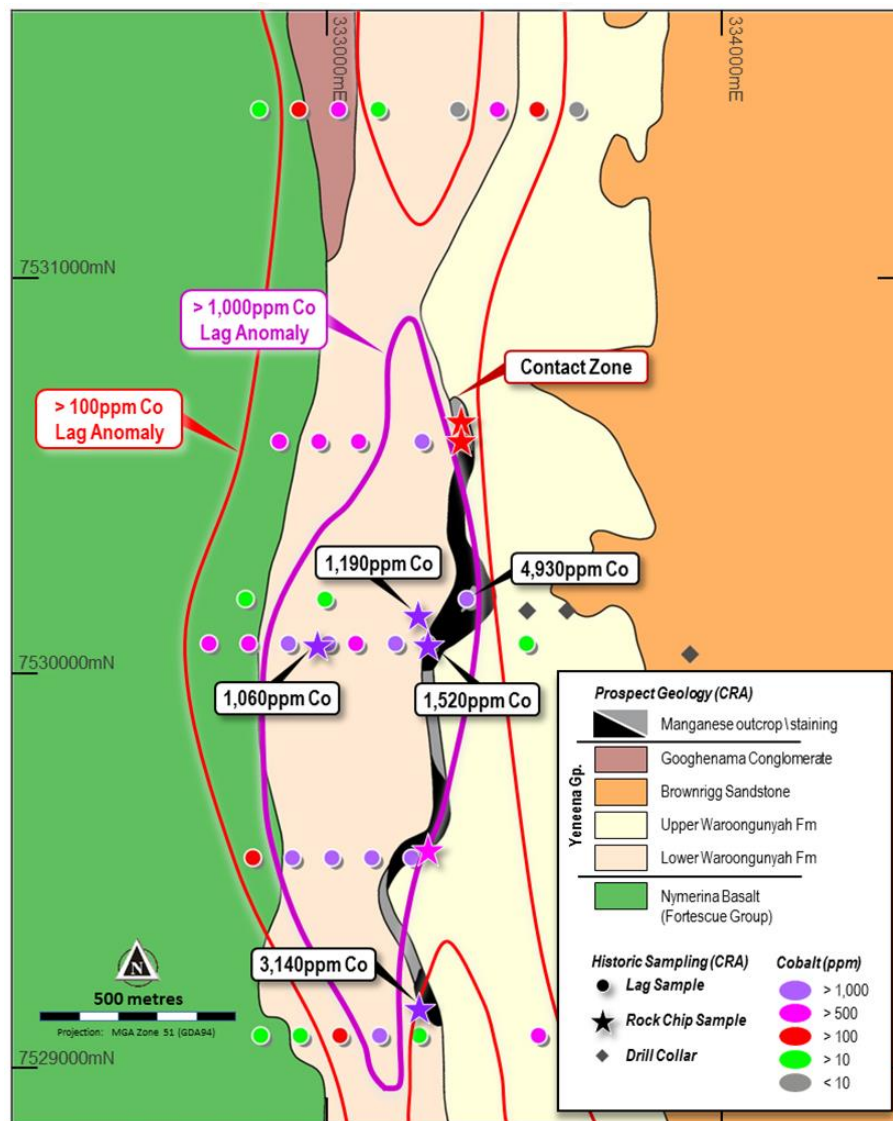 333000mE
334000mE
7531000mN
> 1,000ppm Co
Lag Anomaly
Contact Zone
> 100ppm Co
Lag Anomaly
1,190ppm Co
4,930ppm Co
7530000mN
1,060ppm Co
1,520ppm Co
3,140ppm Co
N
500 metres
Projection: MGA Zone 51 (GDA94)
7529000mN
Prospect Geology (CRA)
Manganese outcrop \ staining
Yeneena Gp.
Googhenama Conglomerate
Brownrigg Sandstone
Upper Waroongunyah Fm
Lower Waroongunyah Fm
Nymerina Basalt
(Fortescue Group)
Historic Sampling (CRA)
Lag Sample
Rock Chip Sample
Drill Collar
Cobalt (ppm)
> 1,000
> 500
> 100
> 10
< 10